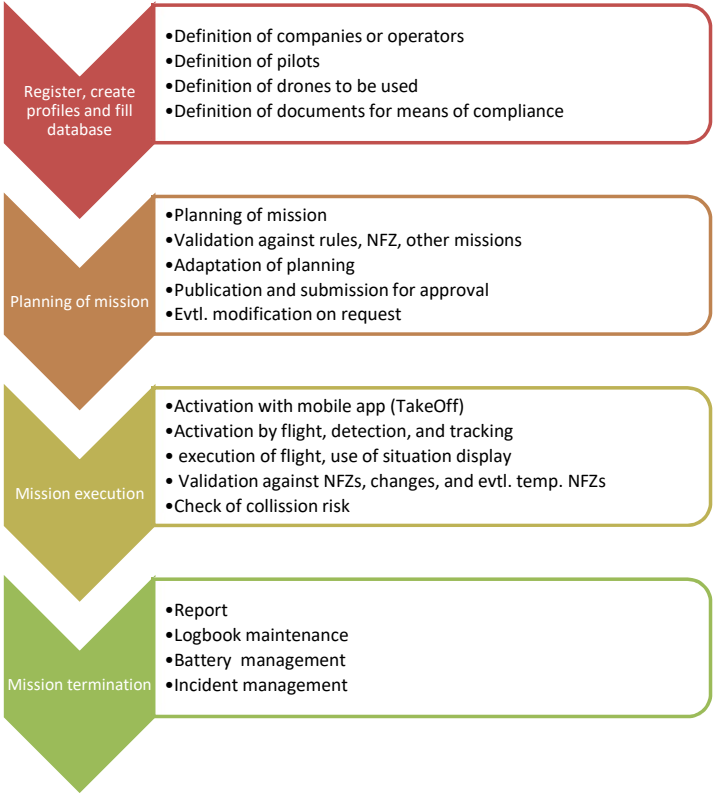 Register, create
profiles and fill
database
•Definition of companies or operators
•Definition of pilots
•Definition of drones to be used
•Definition of documents for means of compliance
Planning of mission
•Planning of mission
•Validation against rules, NFZ, other missions
•Adaptation of planning
•Publication and submission for approval
•Evtl. modification on request
Mission execution
•Activation with mobile app (TakeOff)
•Activation by flight, detection, and tracking
• execution of flight, use of situation display
• Validation against NFZs, changes, and evtl. temp. NFZs
•Check of collission risk
Mission termination
•Report
•Logbook maintenance
•Battery  management
•Incident management